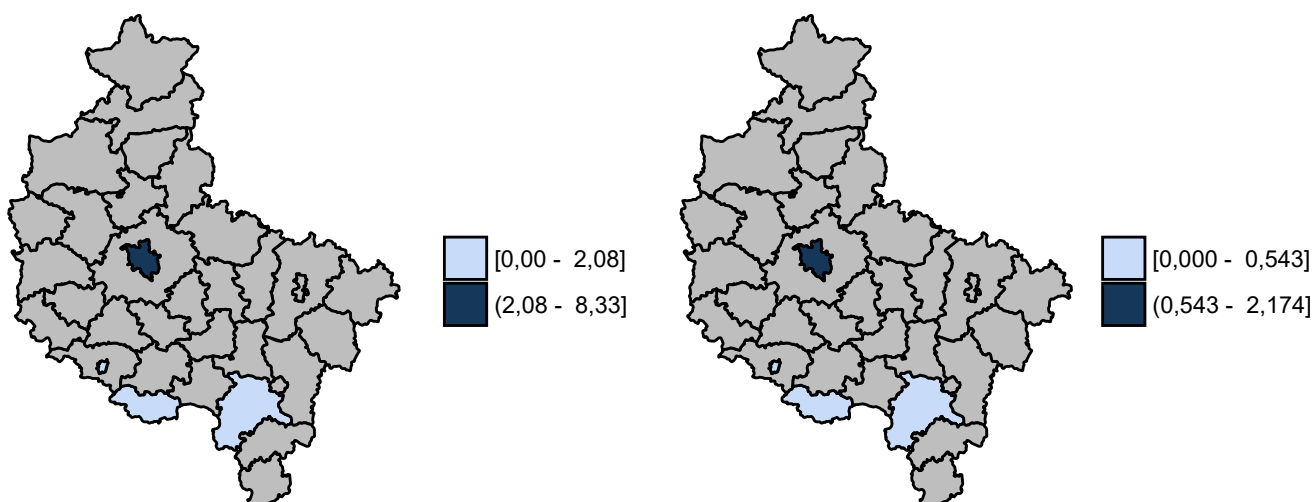 [0,00 - 2,08]
(2,08 - 8,33]
[0,000 - 0,543]
(0,543 - 2,174]